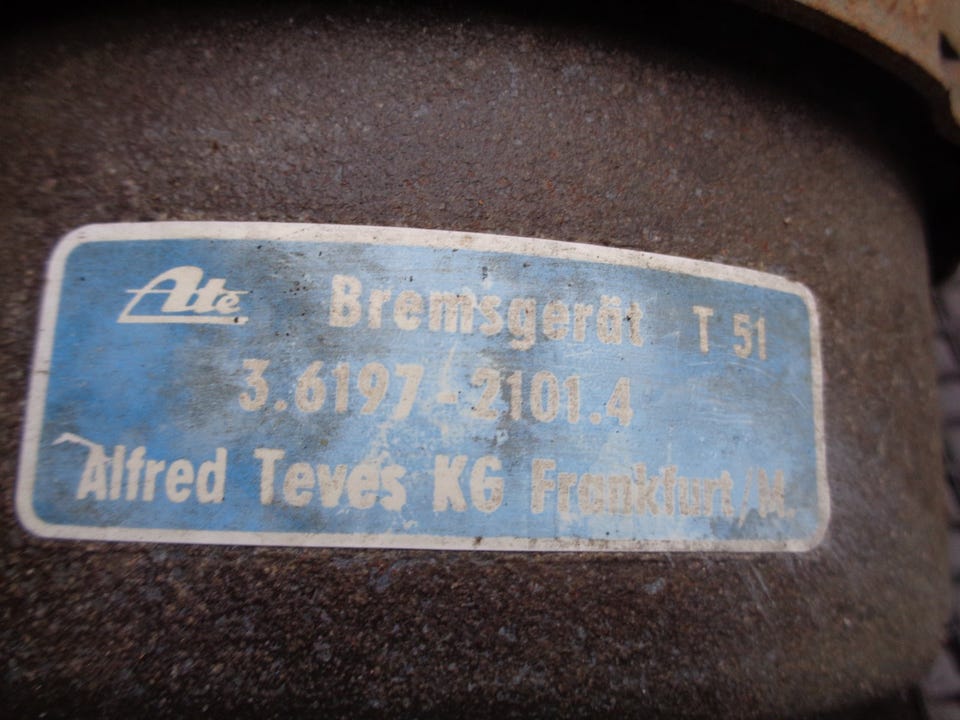 Ate Bremsgerät T 51
3.6197-2101.4
Alfred Teves KG Frankfurt/M.